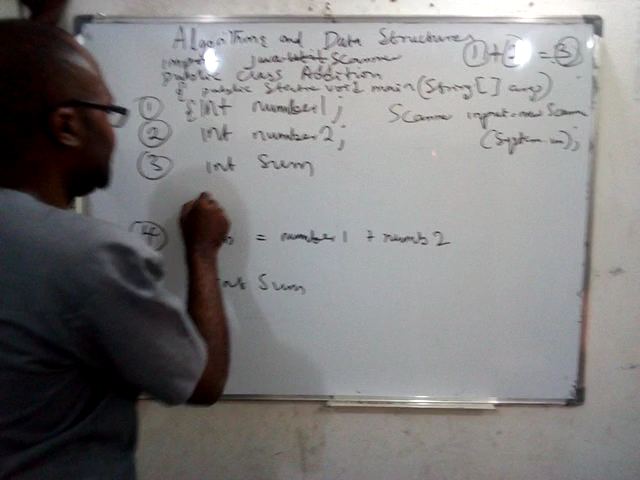 Algorithms and Data Structures
import java.util.Scanner
① + ② = ③
public class Addition
{ public static void main (String [] args)
① { int number1; Scanner input = new Scanner
② int number2; (System.in);
③ int Sum
④ = number1 + numb2
int Sum